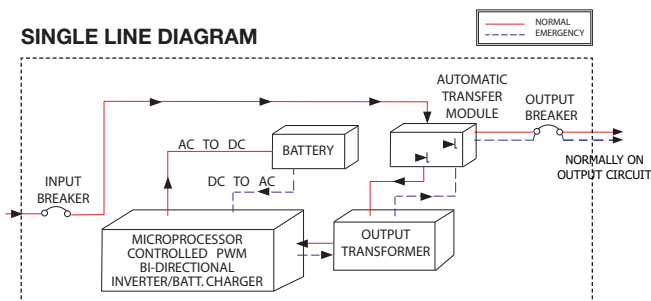 NORMAL
EMERGENCY
SINGLE LINE DIAGRAM
AUTOMATIC
TRANSFER
MODULE
OUTPUT
BREAKER
AC TO DC
BATTERY
NORMALLY ON
OUTPUT CIRCUIT
DC TO AC
INPUT
BREAKER
MICROPROCESSOR
CONTROLLED PWM
BI-DIRECTIONAL
INVERTER/BATT. CHARGER
OUTPUT
TRANSFORMER